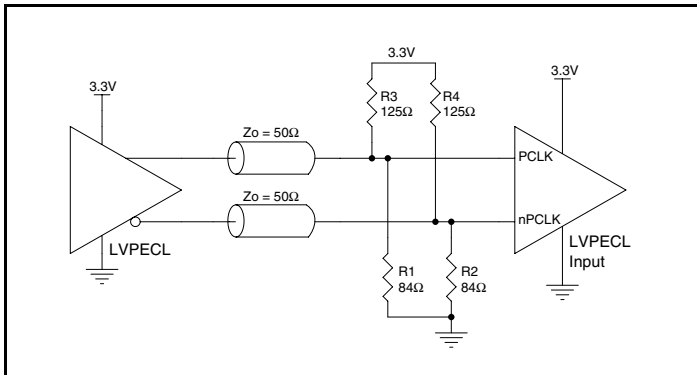 3.3V
3.3V
3.3V
R3
125Ω
R4
125Ω
Zo = 50Ω
PCLK
Zo = 50Ω
nPCLK
LVPECL
LVPECL
Input
R1
84Ω
R2
84Ω